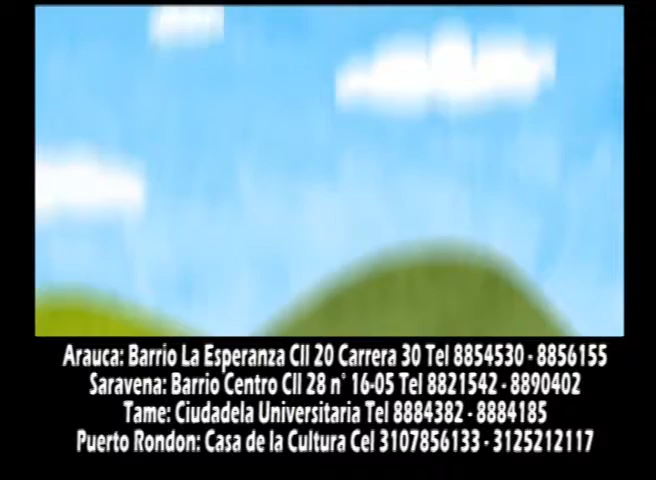 Arauca: Barrio La Esperanza Cll 20 Carrera 30 Tel 8854530 - 8856155
Saravena: Barrio Centro Cll 28 n° 16-05 Tel 8821542 - 8890402
Tame: Ciudadela Universitaria Tel 8884382 - 8884185
Puerto Rondon: Casa de la Cultura Cel 3107856133 - 3125212117